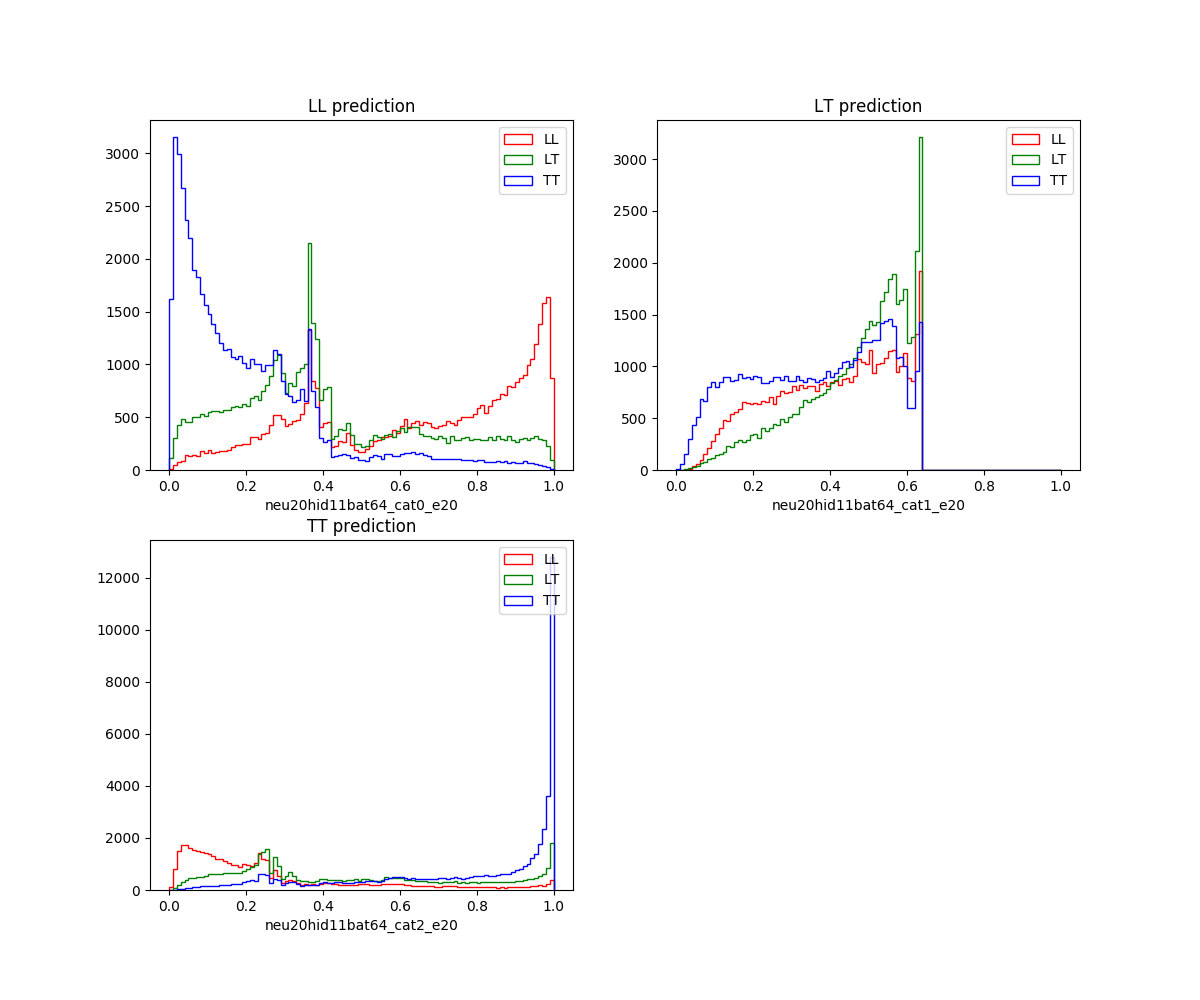 LL prediction
3000
2500
2000
1500
1000
500
0
0.0 0.2 0.4 0.6 0.8 1.0
neu20hid11bat64_cat0_e20
LL
LT
TT
LT prediction
3000
2500
2000
1500
1000
500
0
0.0 0.2 0.4 0.6 0.8 1.0
neu20hid11bat64_cat1_e20
LL
LT
TT
TT prediction
12000
10000
8000
6000
4000
2000
0
0.0 0.2 0.4 0.6 0.8 1.0
neu20hid11bat64_cat2_e20
LL
LT
TT